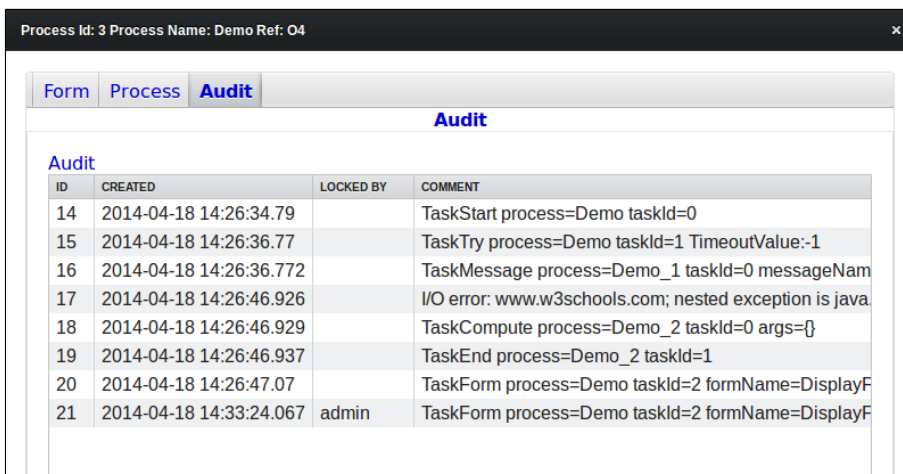 Process Id: 3 Process Name: Demo Ref: O4 ×
Form Process Audit
Audit
Audit
ID CREATED LOCKED BY COMMENT
14 2014-04-18 14:26:34.79 TaskStart process=Demo taskId=0
15 2014-04-18 14:26:36.77 TaskTry process=Demo taskId=1 TimeoutValue:-1
16 2014-04-18 14:26:36.772 TaskMessage process=Demo_1 taskId=0 messageNam
17 2014-04-18 14:26:46.926 I/O error: www.w3schools.com; nested exception is java.
18 2014-04-18 14:26:46.929 TaskCompute process=Demo_2 taskId=0 args={}
19 2014-04-18 14:26:46.937 TaskEnd process=Demo_2 taskId=1
20 2014-04-18 14:26:47.07 TaskForm process=Demo taskId=2 formName=DisplayF
21 2014-04-18 14:33:24.067 admin TaskForm process=Demo taskId=2 formName=DisplayF